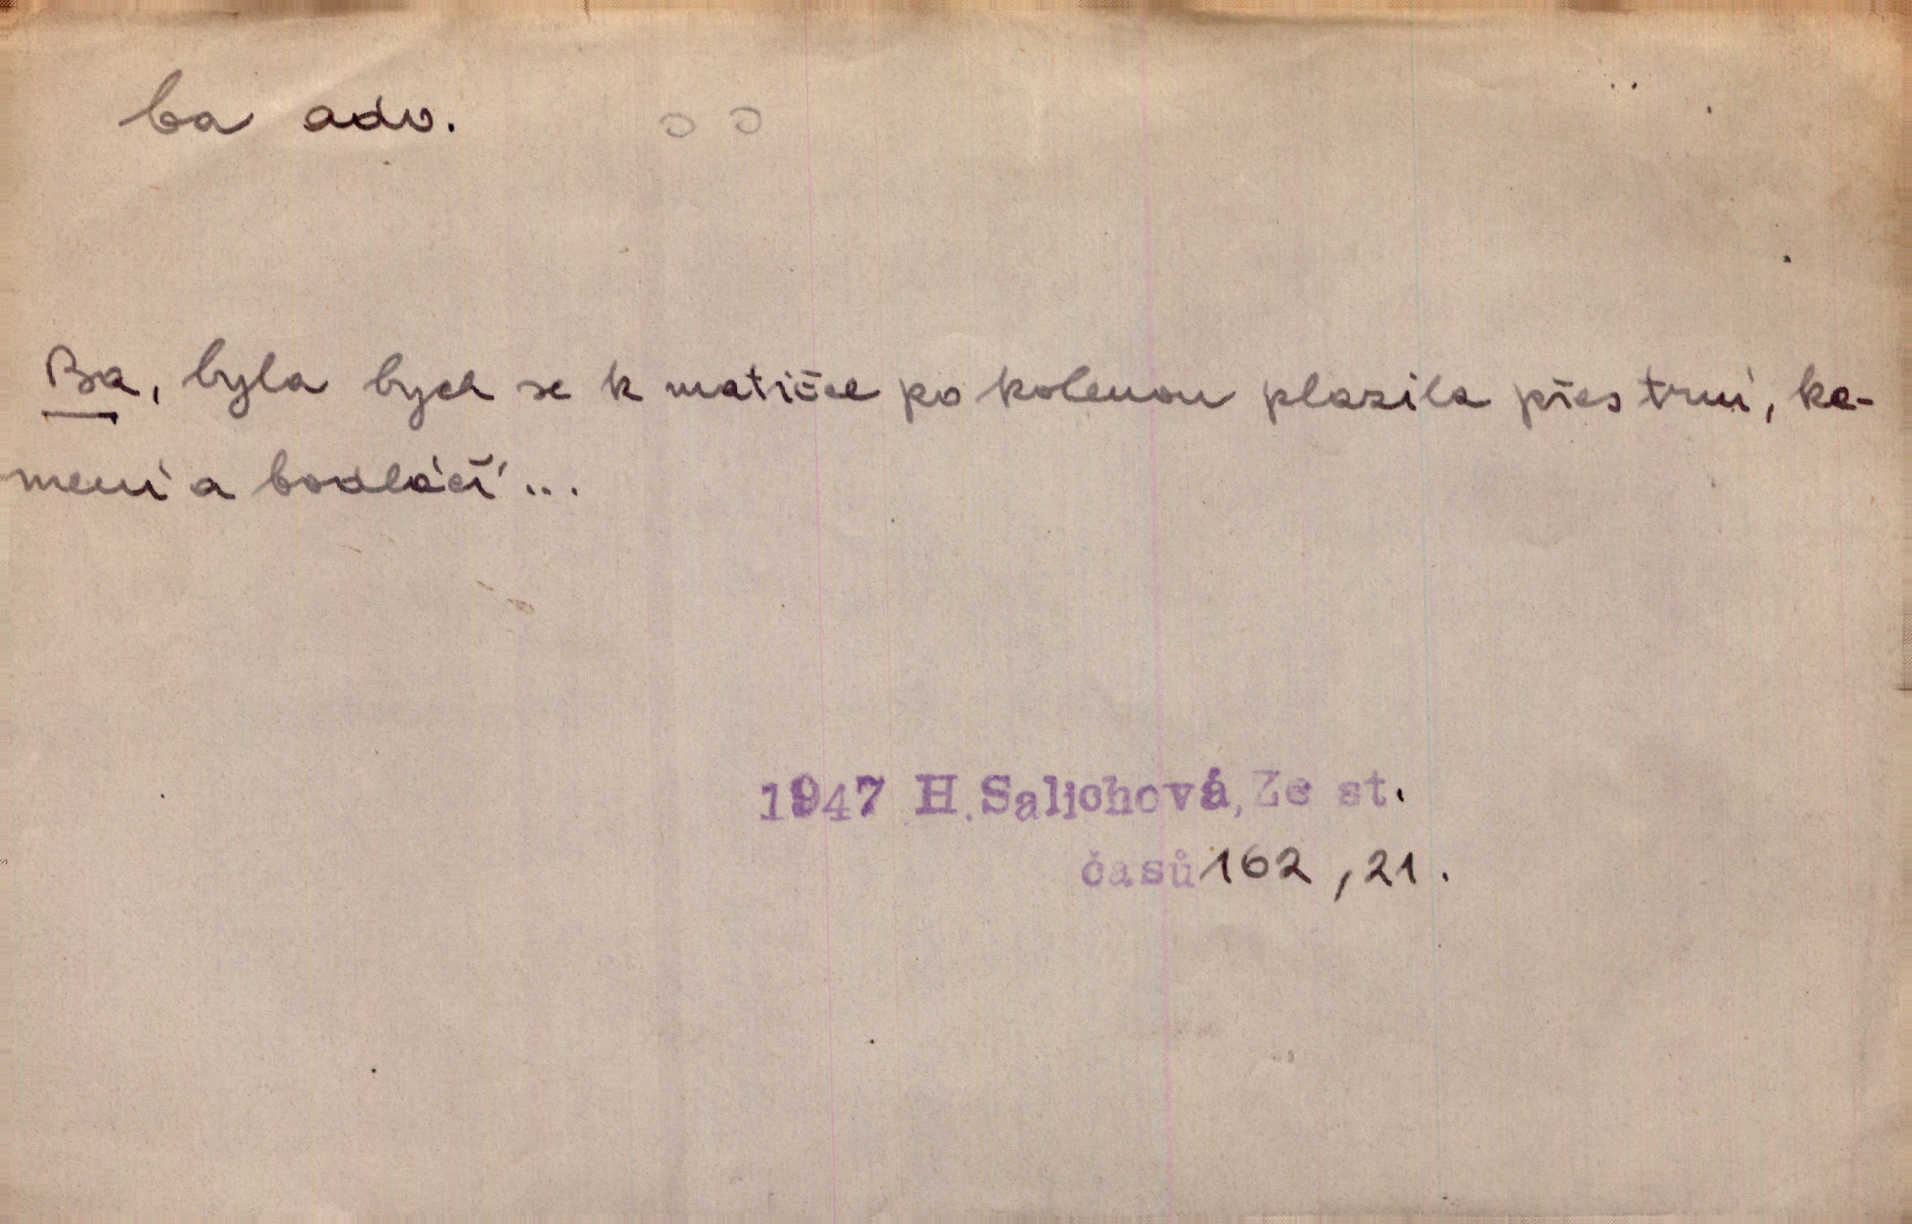 ba adv.
Ba, byla bych se k matičce po kolenou plazila přes trní, ka-
mení a bodláčí...
1947 H. Salichová, Ze st.
časů 162, 21.